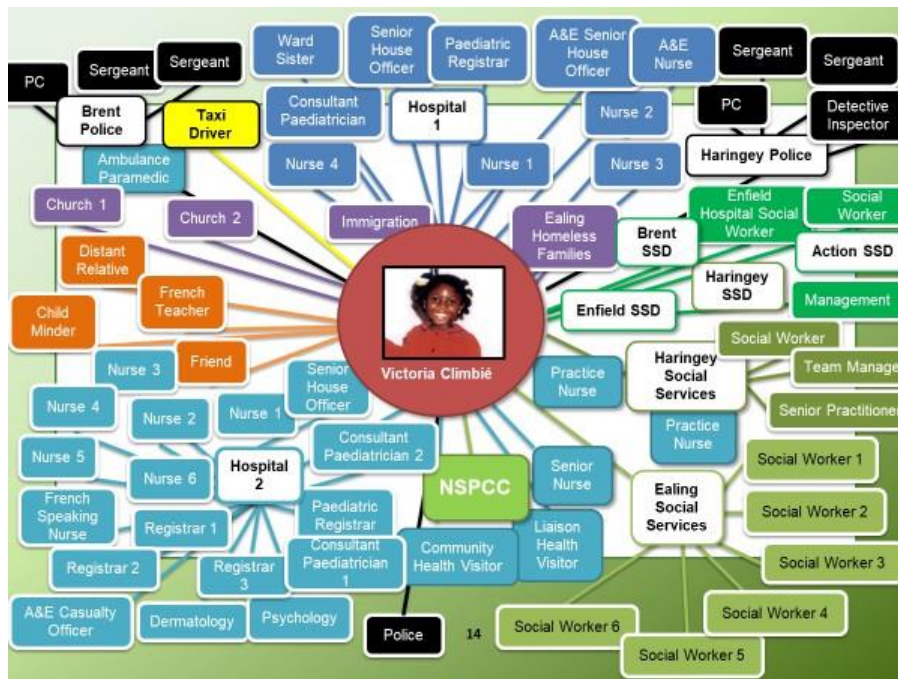 Ward
Sister
Senior
House
Officer
Paediatric
Registrar
A&E Senior
House
Officer
A&E
Nurse
Sergeant
Sergeant
PC
Sergeant
Sergeant
Brent
Police
Taxi
Driver
Consultant
Paediatrician
Hospital
1
Nurse 2
PC
Detective
Inspector
Ambulance
Paramedic
Nurse 4
Nurse 1
Nurse 3
Haringey Police
Church 1
Church 2
Immigration
Ealing
Homeless
Families
Brent
SSD
Enfield
Hospital Social
Worker
Social
Worker
Action SSD
Distant
Relative
French
Teacher
Haringey
SSD
Enfield SSD
Management
Child
Minder
Friend
Victoria Climbié
Social Worker
Nurse 3
Senior
House
Officer
Practice
Nurse
Haringey
Social
Services
Team Manage
Senior Practitioner
Nurse 4
Nurse 2
Nurse 1
Practice
Nurse
Nurse 5
Nurse 6
Hospital
2
Consultant
Paediatrician 2
NSPCC
Senior
Nurse
Ealing
Social
Services
Social Worker 1
Social Worker 2
French
Speaking
Nurse
Registrar 1
Paediatric
Registrar
Liaison
Health
Visitor
Registrar 2
Registrar
3
Consultant
Paediatrician
1
Community
Health Visitor
Social Worker 3
A&E Casualty
Officer
Dermatology
Psychology
Police
14
Social Worker 6
Social Worker 4
Social Worker 5